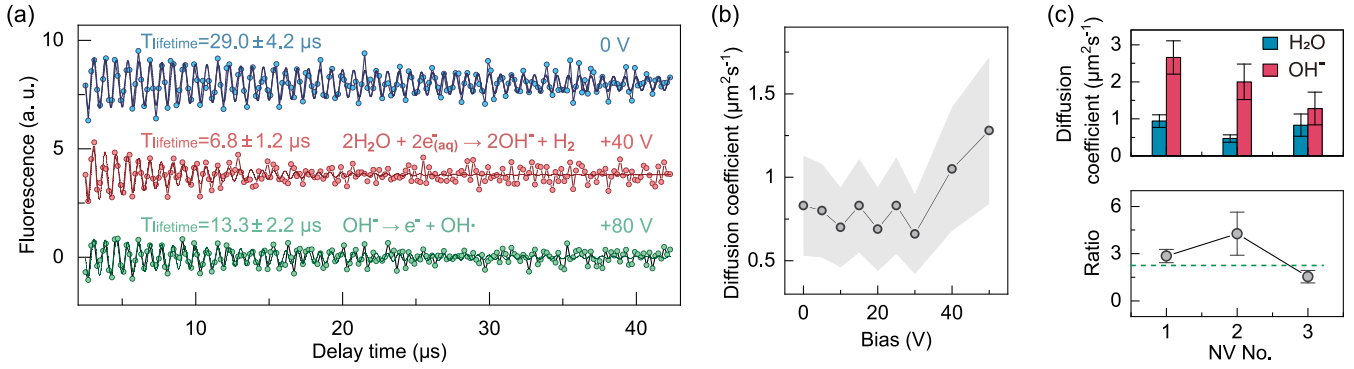 (a)
Fluorescence (a. u.)
10
5
0
Tlifetime=29.0±4.2 μs
0 V
Tlifetime=6.8±1.2 μs
2H₂O + 2e⁻(aq) → 2OH⁻ + H₂
+40 V
Tlifetime=13.3±2.2 μs
OH⁻ → e⁻ + OH·
+80 V
10
20
30
40
Delay time (μs)
(b)
Diffusion coefficient (μm²s⁻¹)
1.5
1
0.5
0
20
40
Bias (V)
(c)
Diffusion
coefficient (μm²s⁻¹)
3
2
1
0
H₂O
OH⁻
Ratio
6
3
0
1
2
3
NV No.